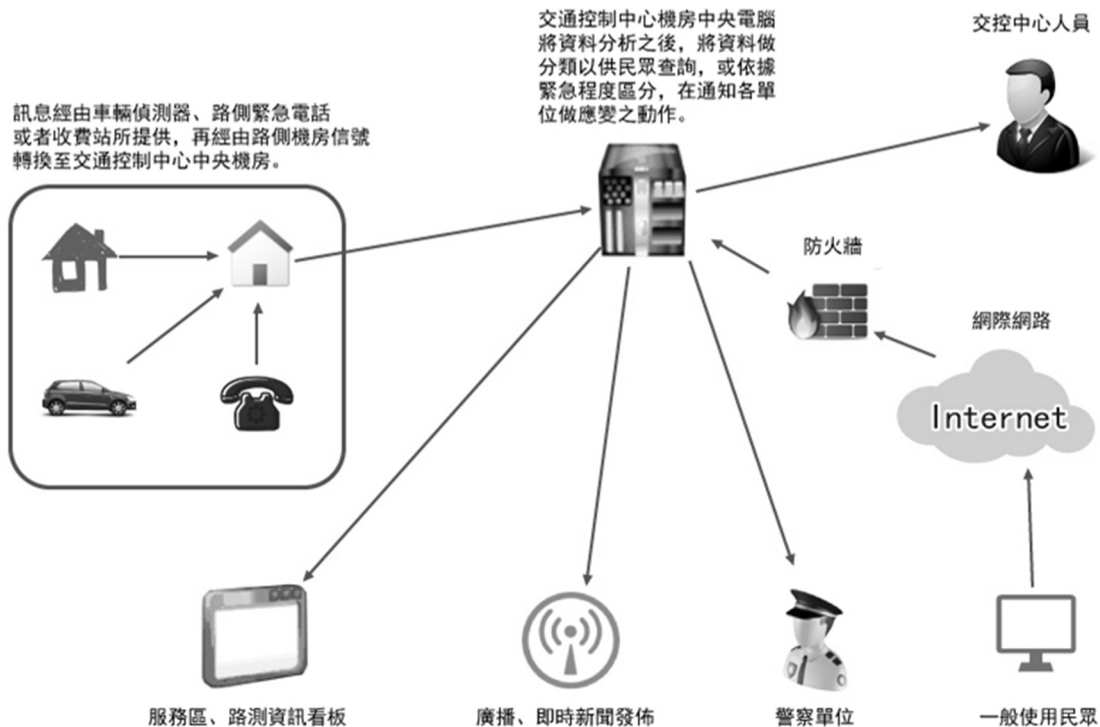 交通控制中心機房中央電腦
將資料分析之後，將資料做
分類以供民眾查詢，或依據
緊急程度區分，在通知各單
位做應變之動作。
交控中心人員
訊息經由車輛偵測器、路側緊急電話
或者收費站所提供，再經由路側機房信號
轉換至交通控制中心中央機房。
防火牆
網際網路
Internet
服務區、路測資訊看板
廣播、即時新聞發佈
警察單位
一般使用民眾